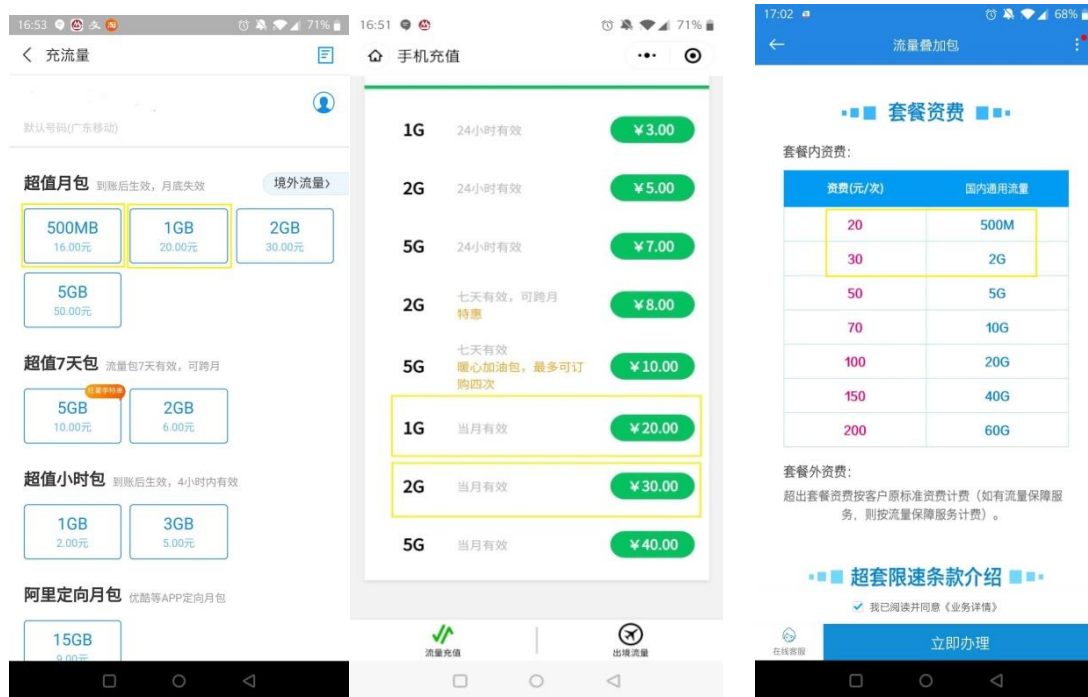 16:53
71%
充流量
默认号码(广东移动)
超值月包 到账后生效，月底失效
境外流量>
500MB
16.00元
1GB
20.00元
2GB
30.00元
5GB
50.00元
超值7天包 流量包7天有效，可跨月
5GB
10.00元
2GB
6.00元
超值小时包 到账后生效，4小时内有效
1GB
2.00元
3GB
5.00元
阿里定向月包 优酷等APP定向月包
15GB
9.00元
16:51
71%
手机充值
1G 24小时有效 ￥3.00
2G 24小时有效 ￥5.00
5G 24小时有效 ￥7.00
2G 七天有效，可跨月 ￥8.00
特惠
5G 七天有效 ￥10.00
暖心加油包，最多可订
购四次
1G 当月有效 ￥20.00
2G 当月有效 ￥30.00
5G 当月有效 ￥40.00
流量充值
出境流量
17:02
68%
流量叠加包
套餐资费
套餐内资费：
资费(元/次) 国内通用流量
20 500M
30 2G
50 5G
70 10G
100 20G
150 40G
200 60G
套餐外资费：
超出套餐资费按客户原标准资费计费（如有流量保障服
务，则按流量保障服务计费）。
超套限速条款介绍
我已阅读并同意《业务详情》
在线客服
立即办理